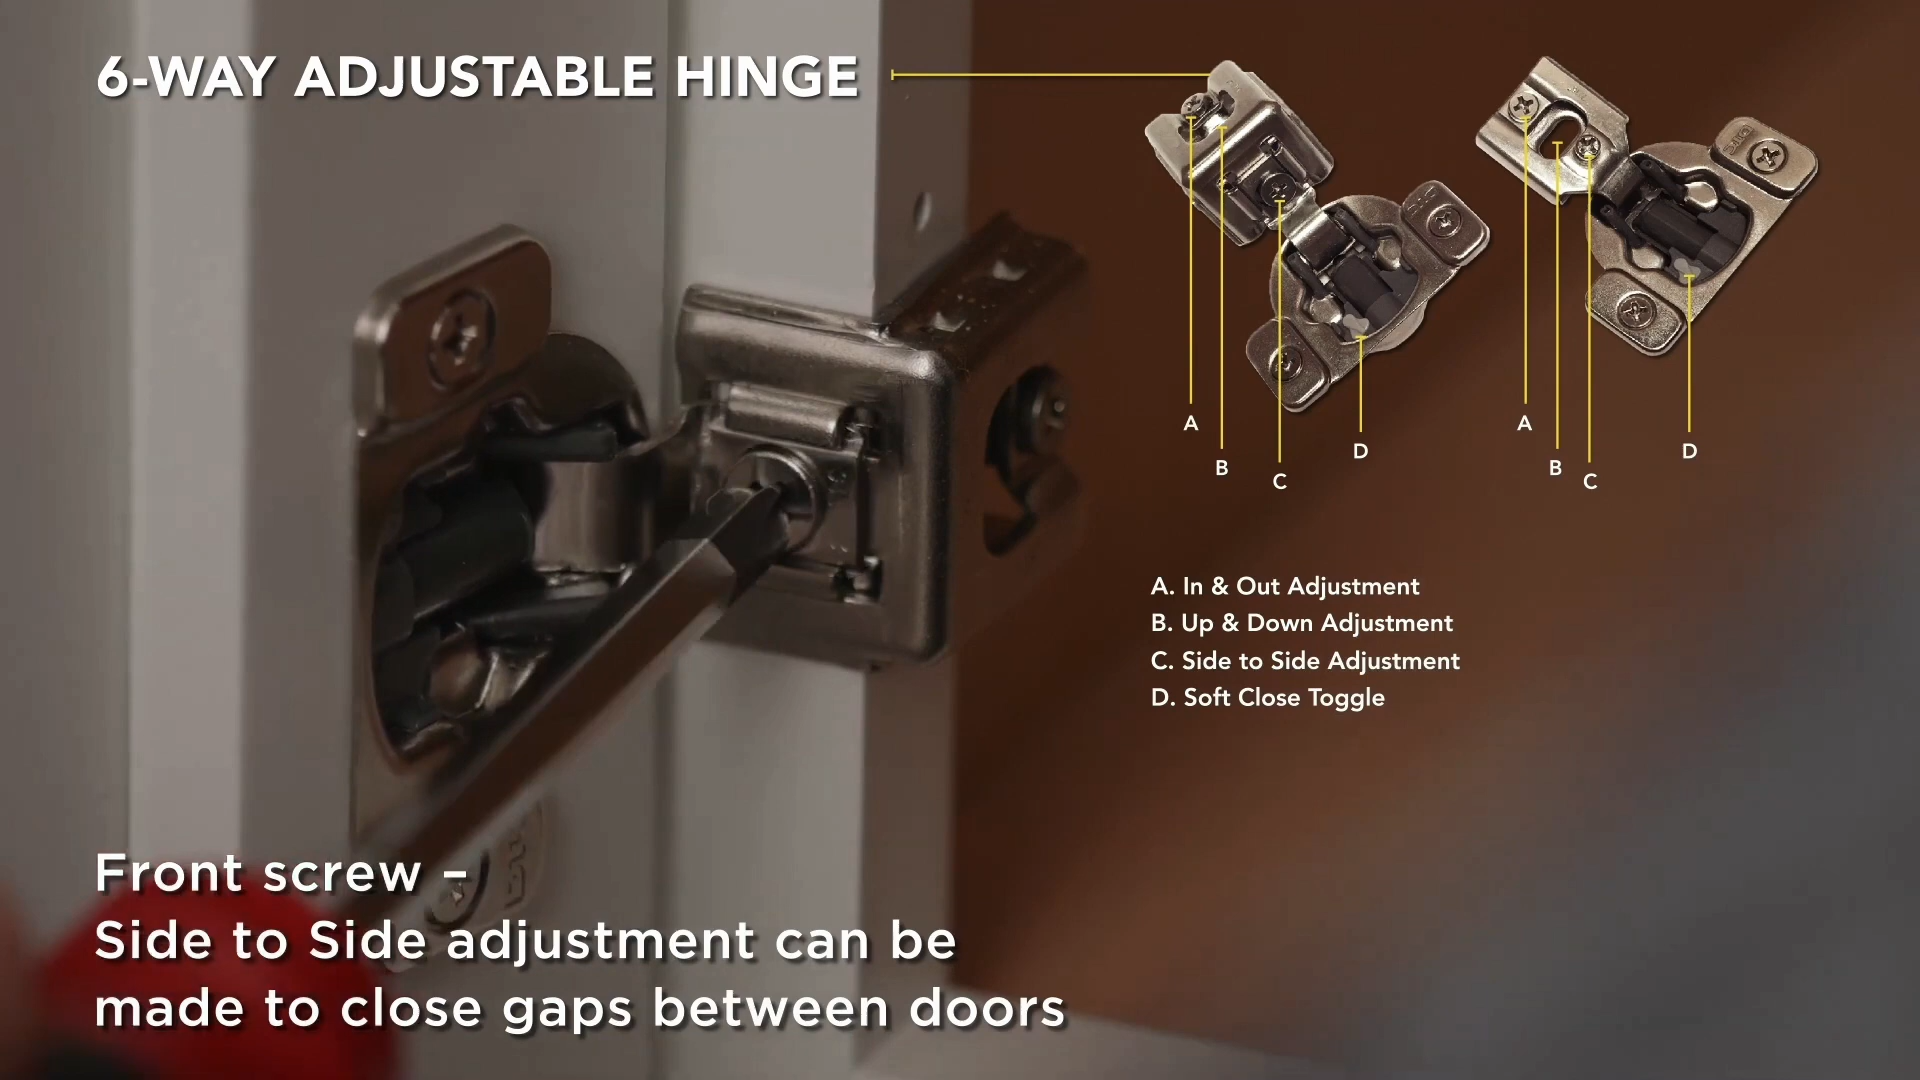 6-WAY ADJUSTABLE HINGE
A
B
C
D
A
B
C
D
A. In & Out Adjustment
B. Up & Down Adjustment
C. Side to Side Adjustment
D. Soft Close Toggle
Front screw –
Side to Side adjustment can be
made to close gaps between doors